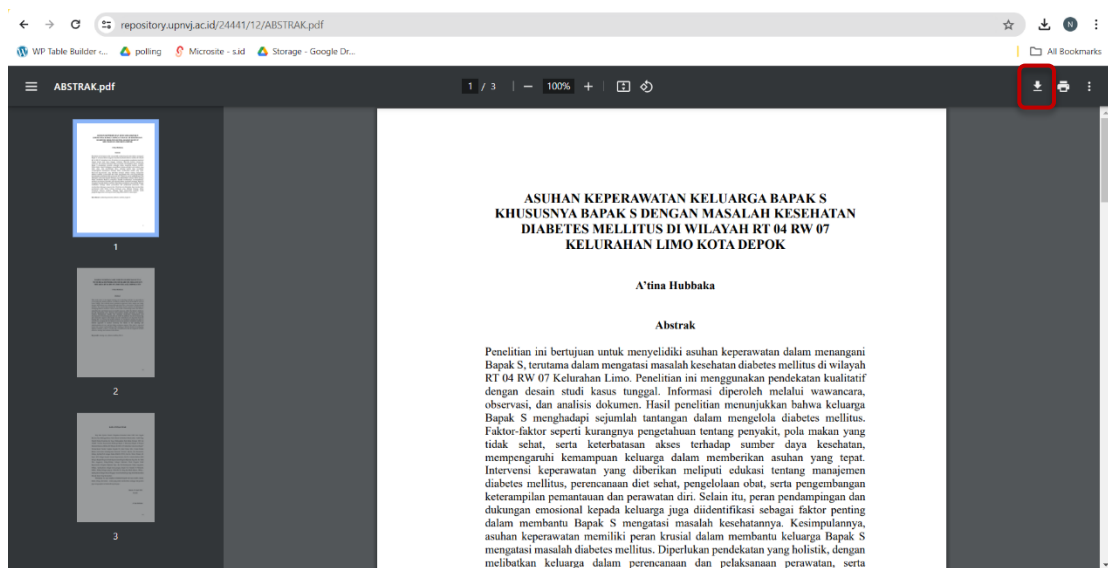 repository.upnvj.ac.id/24441/12/ABSTRAK.pdf
N
WP Table Builder <...
polling
Microsite - s.id
Storage - Google Dr...
All Bookmarks
ABSTRAK.pdf
1 / 3
100%
1
2
3
ASUHAN KEPERAWATAN KELUARGA BAPAK S
KHUSUSNYA BAPAK S DENGAN MASALAH KESEHATAN
DIABETES MELLITUS DI WILAYAH RT 04 RW 07
KELURAHAN LIMO KOTA DEPOK
A'tina Hubbaka
Abstrak
Penelitian ini bertujuan untuk menyelidiki asuhan keperawatan dalam menangani
Bapak S, terutama dalam mengatasi masalah kesehatan diabetes mellitus di wilayah
RT 04 RW 07 Kelurahan Limo. Penelitian ini menggunakan pendekatan kualitatif
dengan desain studi kasus tunggal. Informasi diperoleh melalui wawancara,
observasi, dan analisis dokumen. Hasil penelitian menunjukkan bahwa keluarga
Bapak S menghadapi sejumlah tantangan dalam mengelola diabetes mellitus.
Faktor-faktor seperti kurangnya pengetahuan tentang penyakit, pola makan yang
tidak sehat, serta keterbatasan akses terhadap sumber daya kesehatan,
mempengaruhi kemampuan keluarga dalam memberikan asuhan yang tepat.
Intervensi keperawatan yang diberikan meliputi edukasi tentang manajemen
diabetes mellitus, perencanaan diet sehat, pengelolaan obat, serta pengembangan
keterampilan pemantauan dan perawatan diri. Selain itu, peran pendampingan dan
dukungan emosional kepada keluarga juga diidentifikasi sebagai faktor penting
dalam membantu Bapak S mengatasi masalah kesehatannya. Kesimpulannya,
asuhan keperawatan memiliki peran krusial dalam membantu keluarga Bapak S
mengatasi masalah diabetes mellitus. Diperlukan pendekatan yang holistik, dengan
melibatkan keluarga dalam perencanaan dan pelaksanaan perawatan, serta